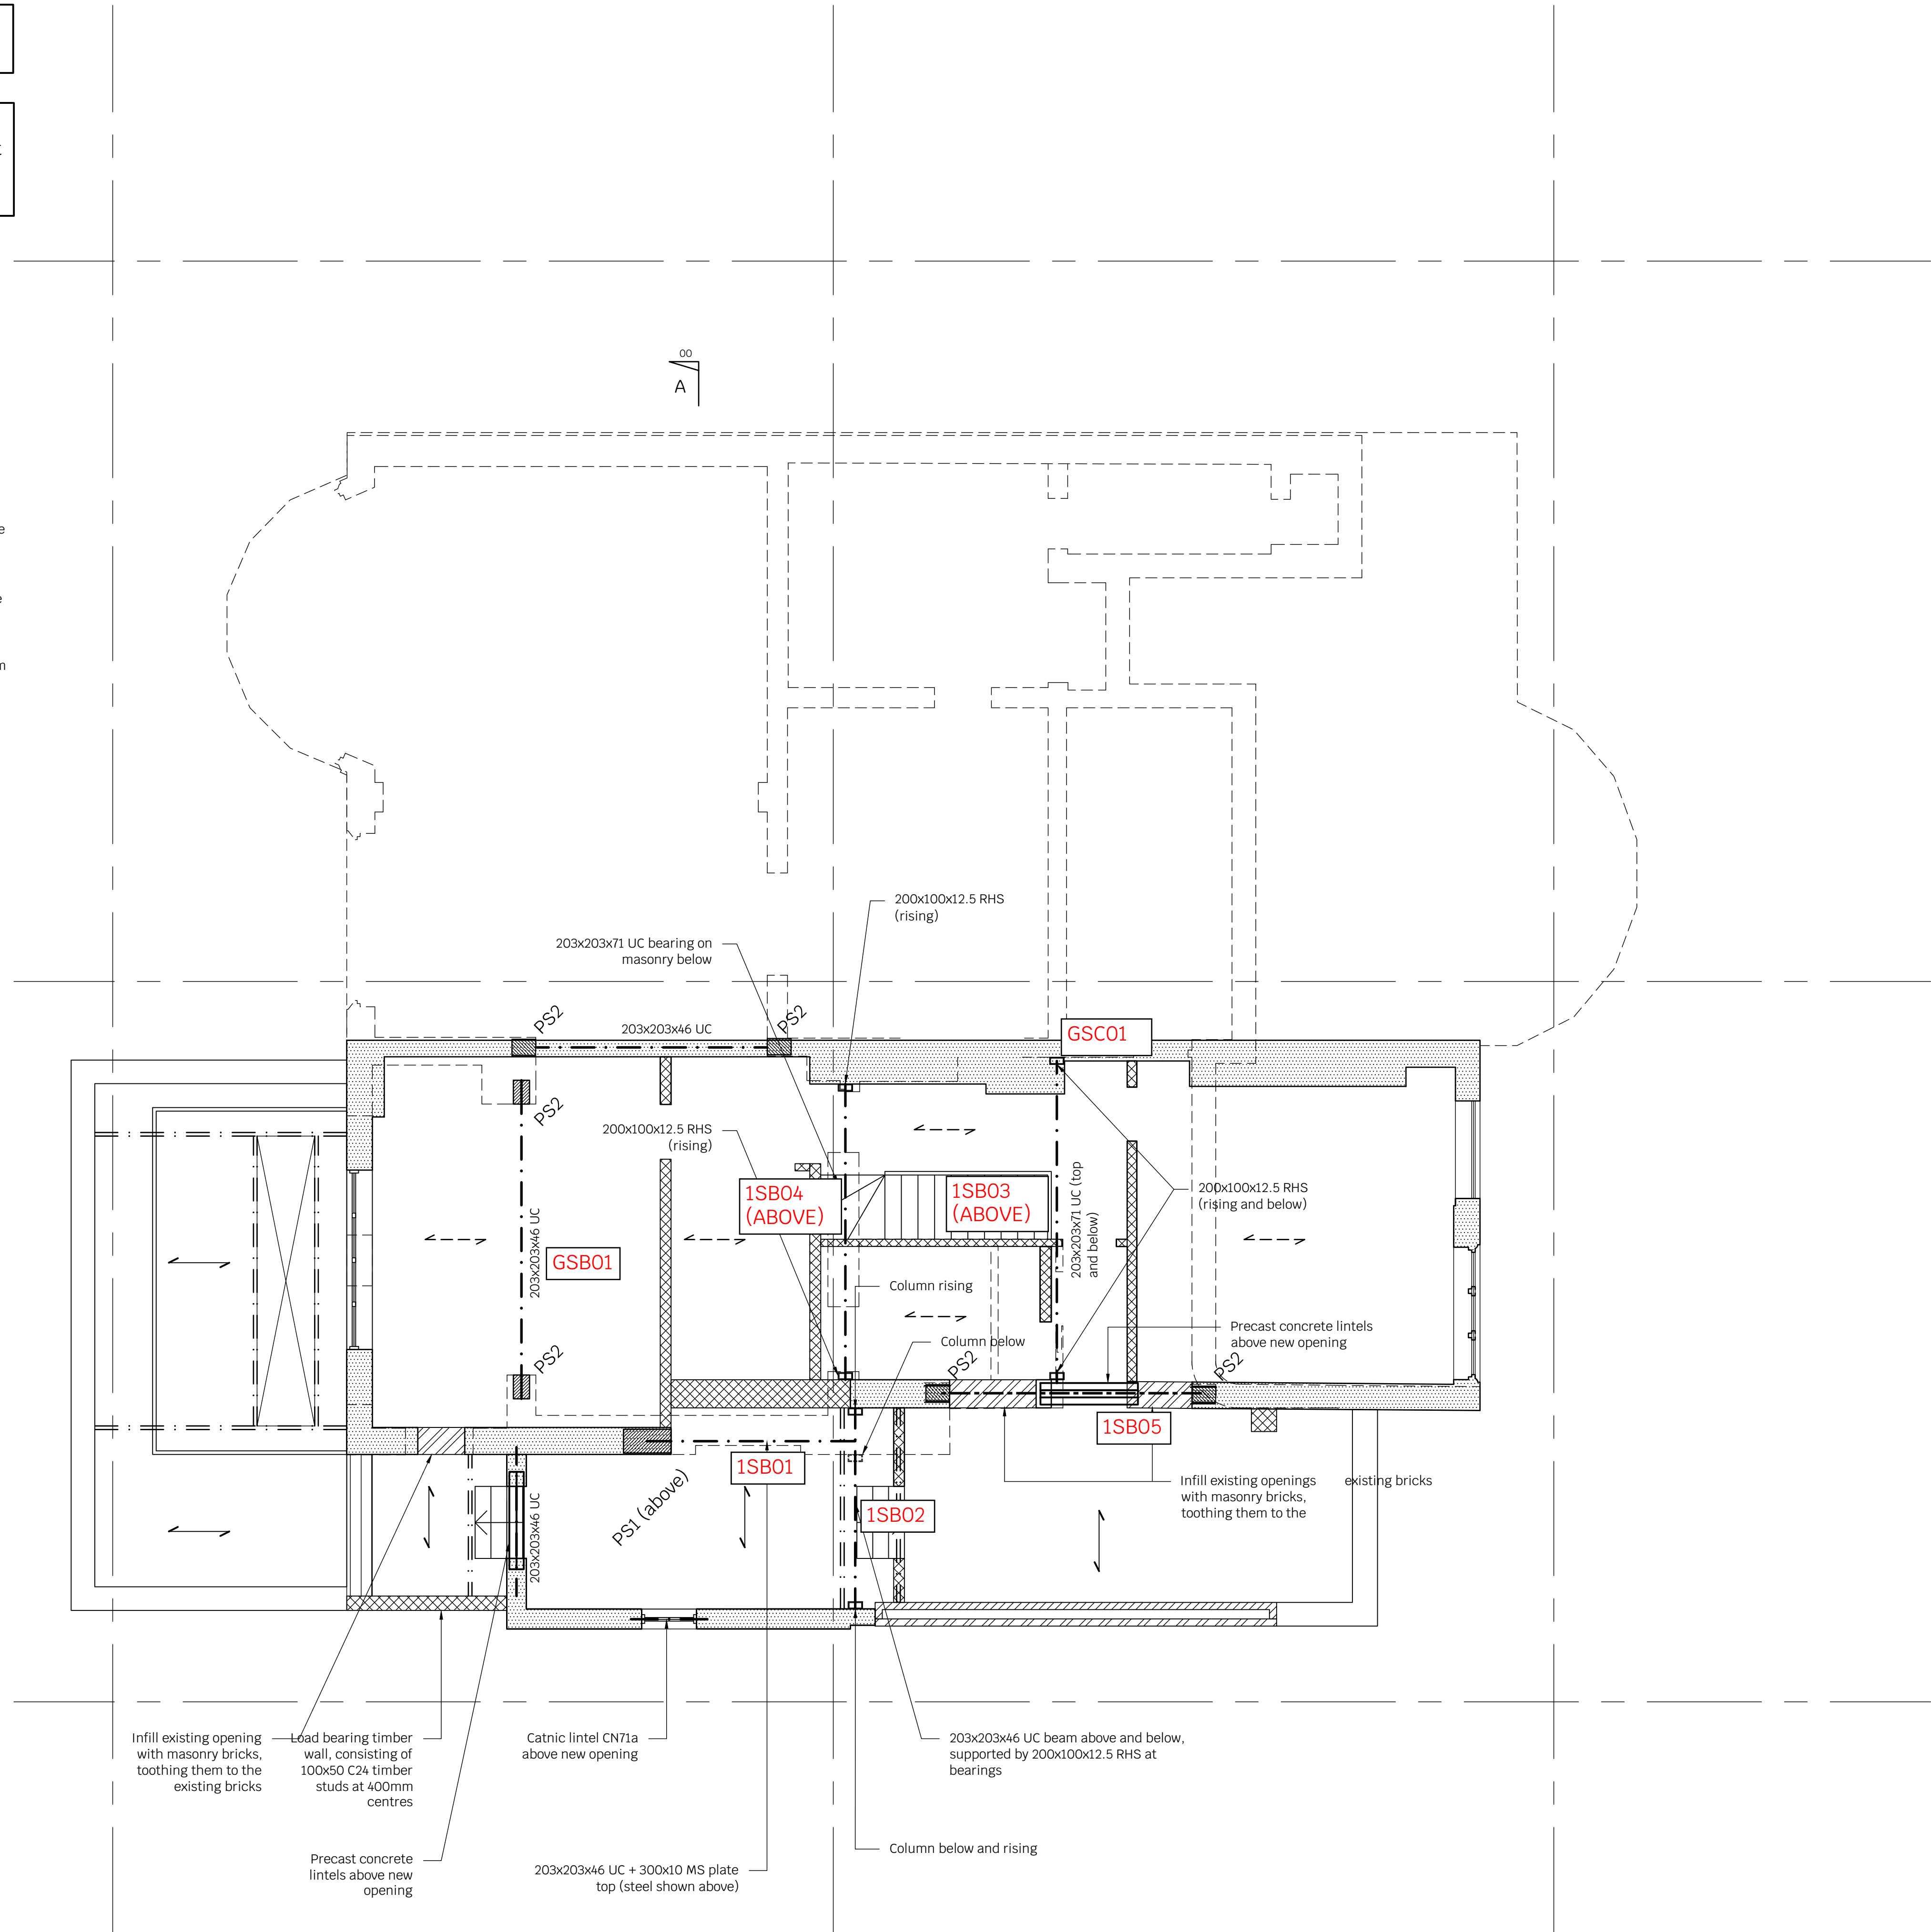 00
A
200x100x12.5 RHS
(rising)
203x203x71 UC bearing on
masonry below
PS2
203x203x46 UC
PS2
GSC01
PS2
200x100x12.5 RHS
(rising)
1SB04
(ABOVE)
1SB03
(ABOVE)
203x203x71 UC (top
and below)
200x100x12.5 RHS
(rising and below)
203x203x46 UC
GSB01
Column rising
Column below
Precast concrete lintels
above new opening
PS2
PS2
PS2
1SB05
1SB01
PS1 (above)
1SB02
203x203x46 UC
Infill existing openings
with masonry bricks,
toothing them to the
existing bricks
Infill existing opening
with masonry bricks,
toothing them to the
existing bricks
Load bearing timber
wall, consisting of
100x50 C24 timber
studs at 400mm
centres
Catnic lintel CN71a
above new opening
203x203x46 UC beam above and below,
supported by 200x100x12.5 RHS at
bearings
Precast concrete
lintels above new
opening
203x203x46 UC + 300x10 MS plate
top (steel shown above)
Column below and rising